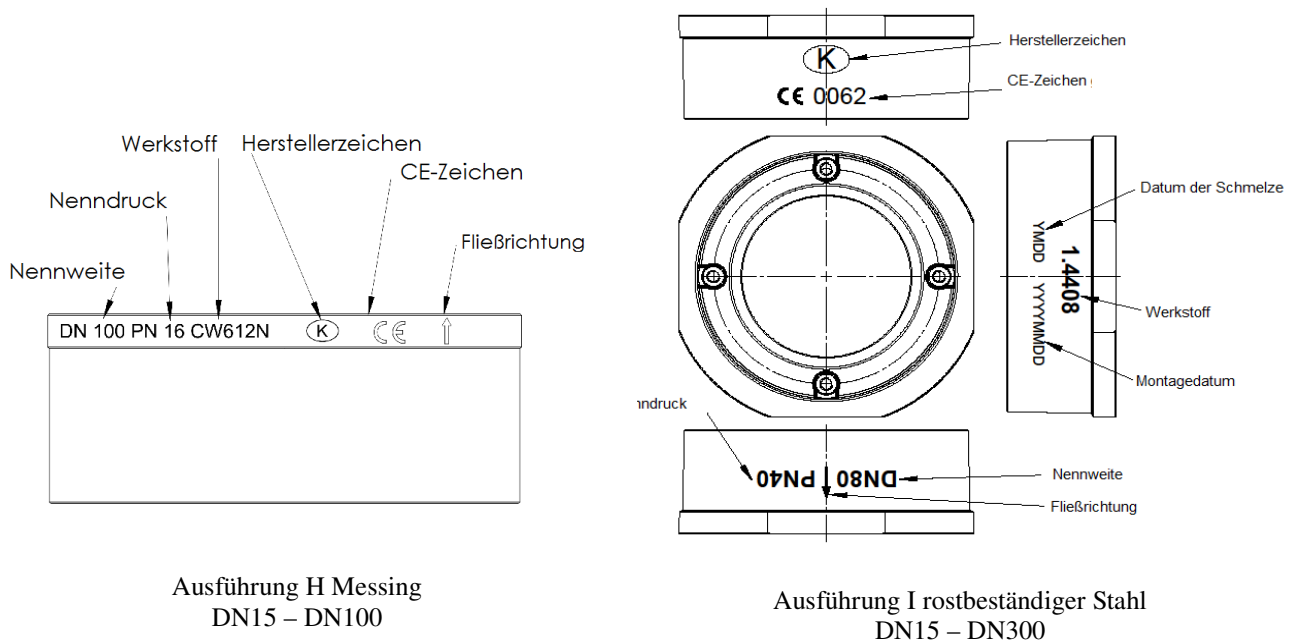 Werkstoff
Herstellerzeichen
CE-Zeichen
Nenndruck
Fließrichtung
Nennweite
DN 100 PN 16 CW612N K CE
Ausführung H Messing
DN15 – DN100
K
Herstellerzeichen
CE 0062
CE-Zeichen
Datum der Schmelze
YMDD YYYYMMDD
1.4408
Werkstoff
Montagedatum
nndruck
PN40 DN80
Nennweite
Fließrichtung
Ausführung I rostbeständiger Stahl
DN15 – DN300